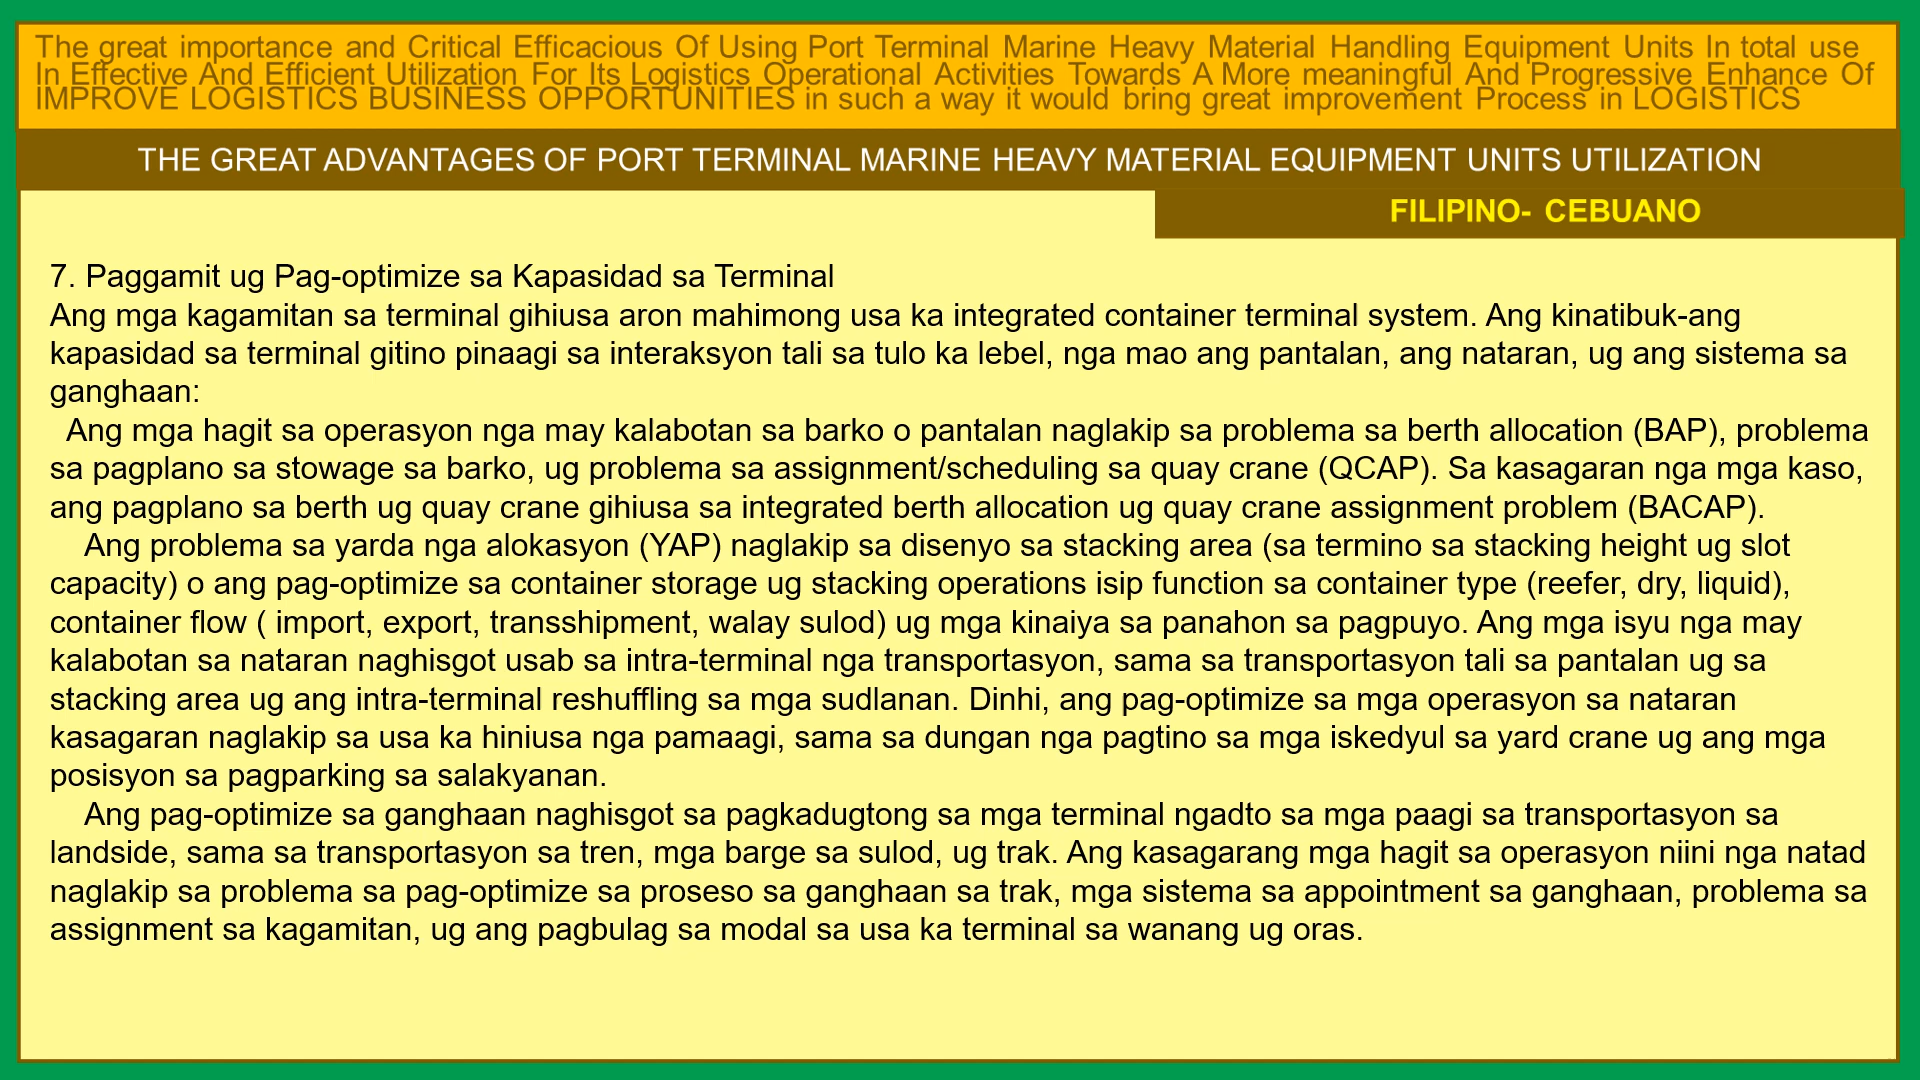 The great importance and Critical Efficacious Of Using Port Terminal Marine Heavy Material Handling Equipment Units In total use
In Effective And Efficient Utilization For Its Logistics Operational Activities Towards A More meaningful And Progressive Enhance Of
IMPROVE LOGISTICS BUSINESS OPPORTUNITIES in such a way it would bring great improvement Process in LOGISTICS
THE GREAT ADVANTAGES OF PORT TERMINAL MARINE HEAVY MATERIAL EQUIPMENT UNITS UTILIZATION
FILIPINO- CEBUANO
7. Paggamit ug Pag-optimize sa Kapasidad sa Terminal
Ang mga kagamitan sa terminal gihiusa aron mahimong usa ka integrated container terminal system. Ang kinatibuk-ang
kapasidad sa terminal gitino pinaagi sa interaksyon tali sa tulo ka lebel, nga mao ang pantalan, ang nataran, ug ang sistema sa
ganghaan:
Ang mga hagit sa operasyon nga may kalabotan sa barko o pantalan naglakip sa problema sa berth allocation (BAP), problema
sa pagplano sa stowage sa barko, ug problema sa assignment/scheduling sa quay crane (QCAP). Sa kasagaran nga mga kaso,
ang pagplano sa berth ug quay crane gihiusa sa integrated berth allocation ug quay crane assignment problem (BACAP).
Ang problema sa yarda nga alokasyon (YAP) naglakip sa disenyo sa stacking area (sa termino sa stacking height ug slot
capacity) o ang pag-optimize sa container storage ug stacking operations isip function sa container type (reefer, dry, liquid),
container flow ( import, export, transshipment, walay sulod) ug mga kinaiya sa panahon sa pagpuyo. Ang mga isyu nga may
kalabotan sa nataran naghisgot usab sa intra-terminal nga transportasyon, sama sa transportasyon tali sa pantalan ug sa
stacking area ug ang intra-terminal reshuffling sa mga sudlanan. Dinhi, ang pag-optimize sa mga operasyon sa nataran
kasagaran naglakip sa usa ka hiniusa nga pamaagi, sama sa dungan nga pagtino sa mga iskedyul sa yard crane ug ang mga
posisyon sa pagparking sa salakyanan.
Ang pag-optimize sa ganghaan naghisgot sa pagkadugtong sa mga terminal ngadto sa mga paagi sa transportasyon sa
landside, sama sa transportasyon sa tren, mga barge sa sulod, ug trak. Ang kasagarang mga hagit sa operasyon niini nga natad
naglakip sa problema sa pag-optimize sa proseso sa ganghaan sa trak, mga sistema sa appointment sa ganghaan, problema sa
assignment sa kagamitan, ug ang pagbulag sa modal sa usa ka terminal sa wanang ug oras.